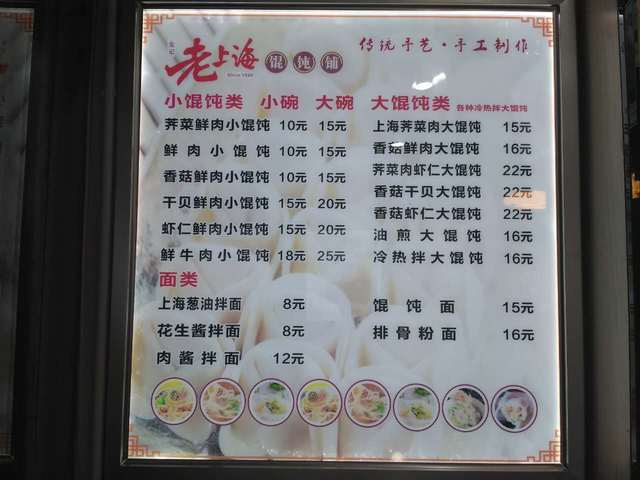 老上海 馄饨铺
传统手艺·手工制作
小馄饨类 小碗 大碗
荠菜鲜肉小馄饨 10元 15元
鲜肉小馄饨 10元 15元
香菇鲜肉小馄饨 10元 15元
干贝鲜肉小馄饨 15元 20元
虾仁鲜肉小馄饨 15元 20元
鲜牛肉小馄饨 18元 25元
大馄饨类 各种冷热拌大馄饨
上海荠菜肉大馄饨 15元
香菇鲜肉大馄饨 16元
荠菜肉虾仁大馄饨 22元
香菇干贝大馄饨 22元
香菇虾仁大馄饨 22元
油煎大馄饨 16元
冷热拌大馄饨 16元
面类
上海葱油拌面 8元
花生酱拌面 8元
肉酱拌面 12元
馄饨面 15元
排骨粉面 16元